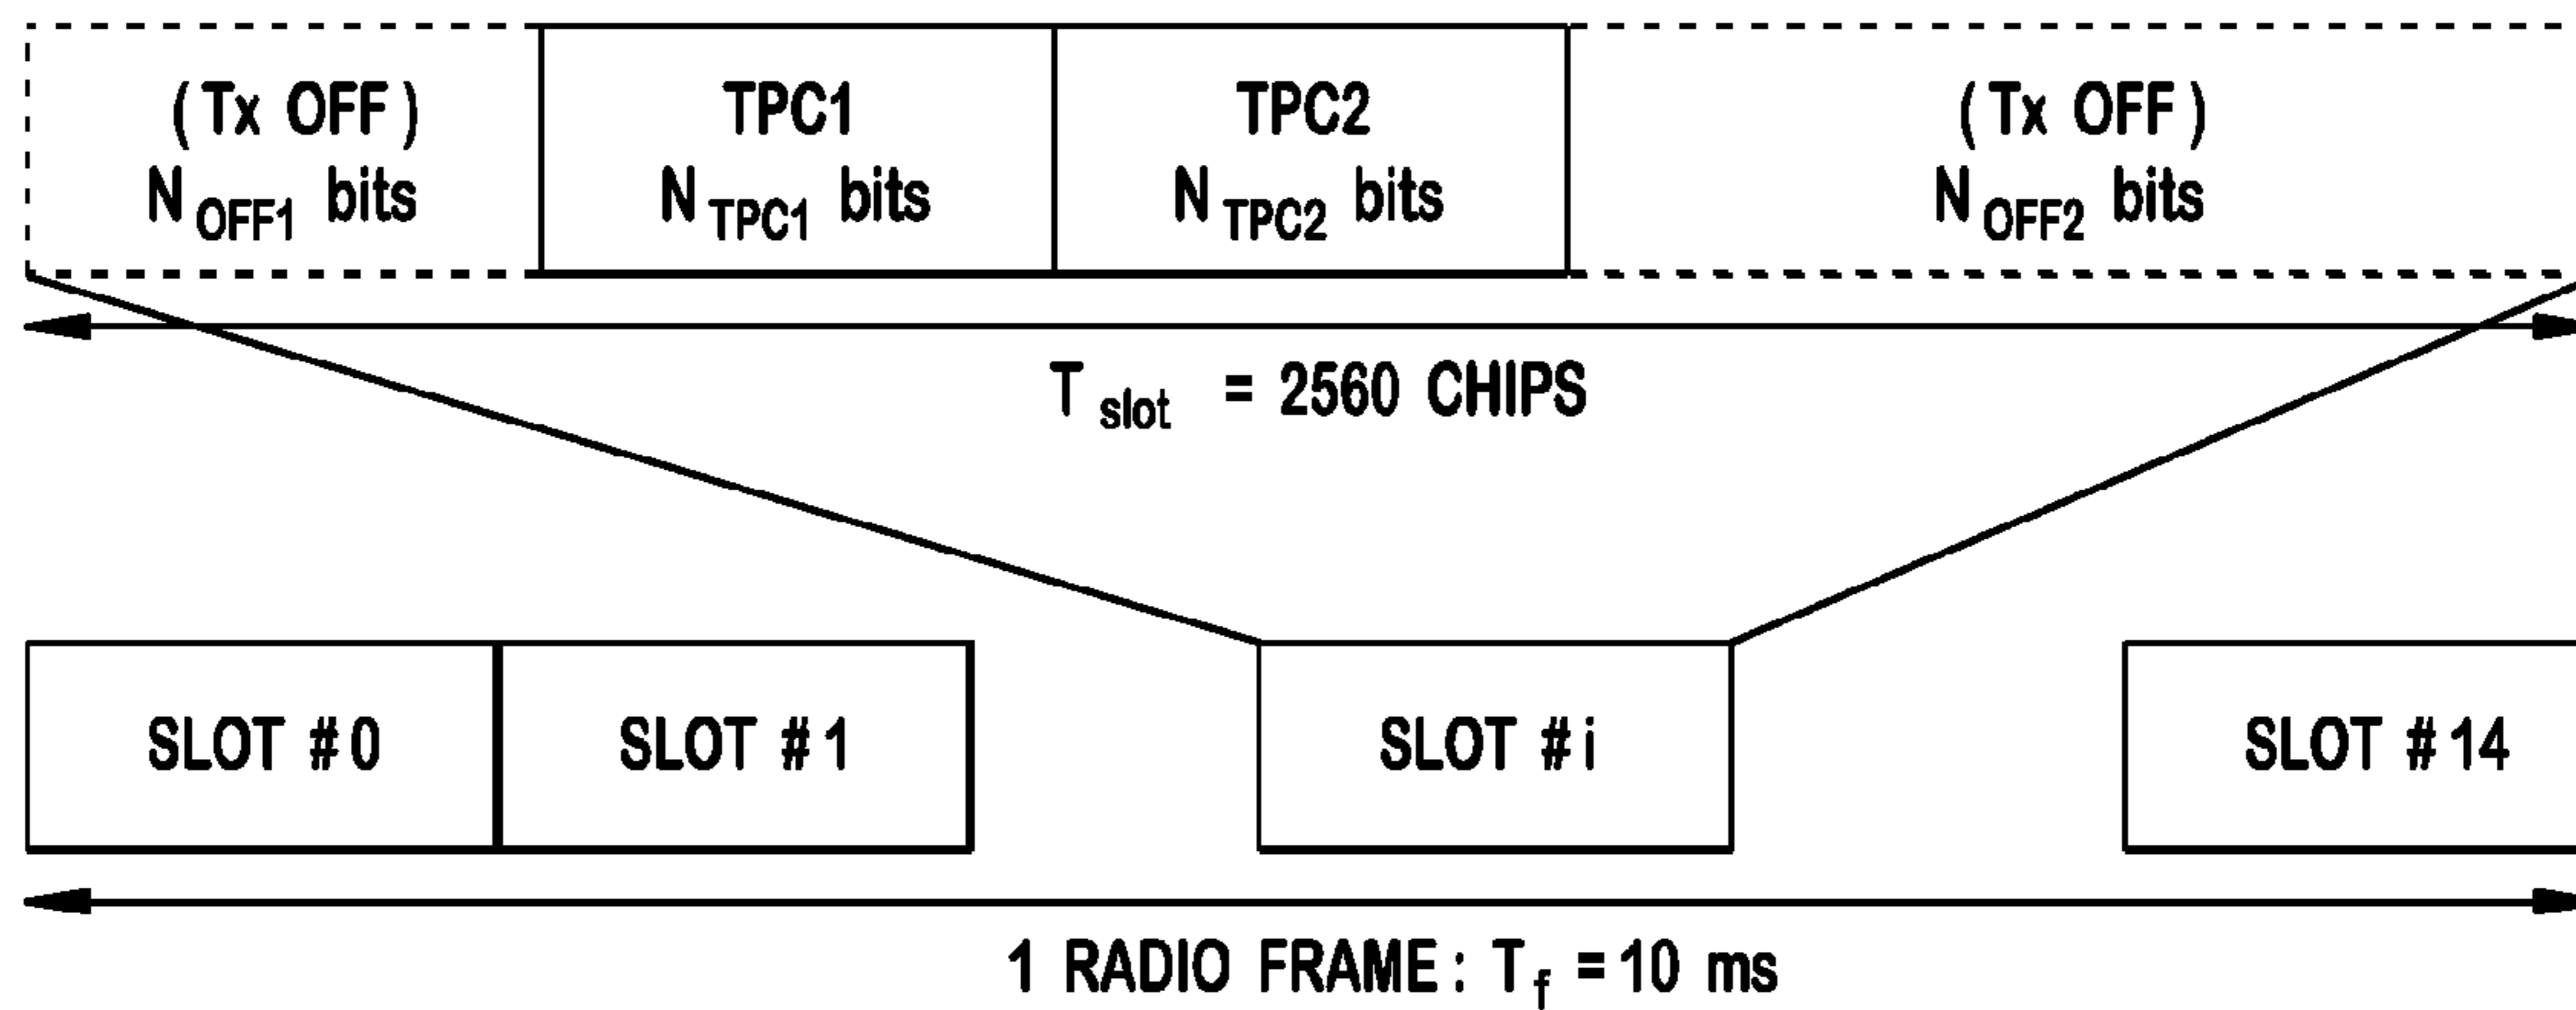 (Tx OFF) TPC1 TPC2 (Tx OFF)
N OFF1 bits N TPC1 bits N TPC2 bits N OFF2 bits
T slot = 2560 CHIPS
SLOT #0 SLOT #1 SLOT #i SLOT #14
1 RADIO FRAME: T f = 10 ms